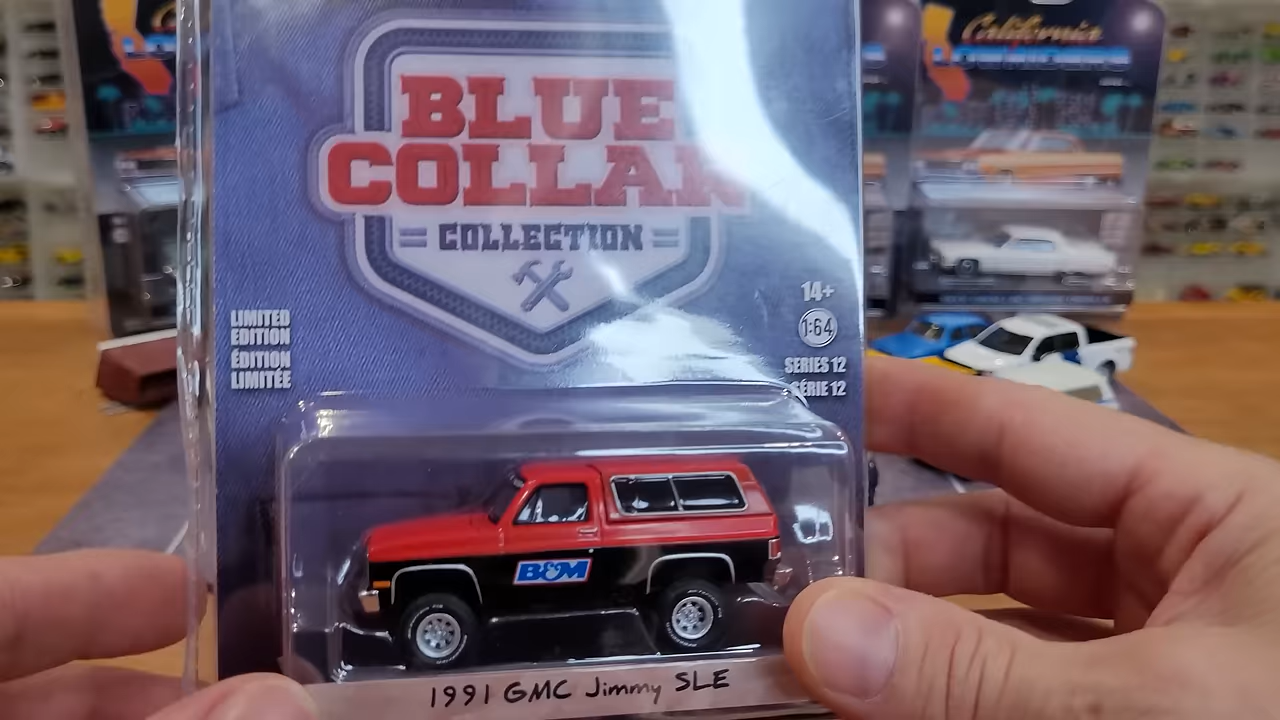 BLUE
COLLAR
COLLECTION
LIMITED
EDITION
ÉDITION
LIMITÉE
14+
1:64
SERIES 12
SÉRIE 12
B&M
1991 GMC Jimmy SLE
California
LOWRIDERS